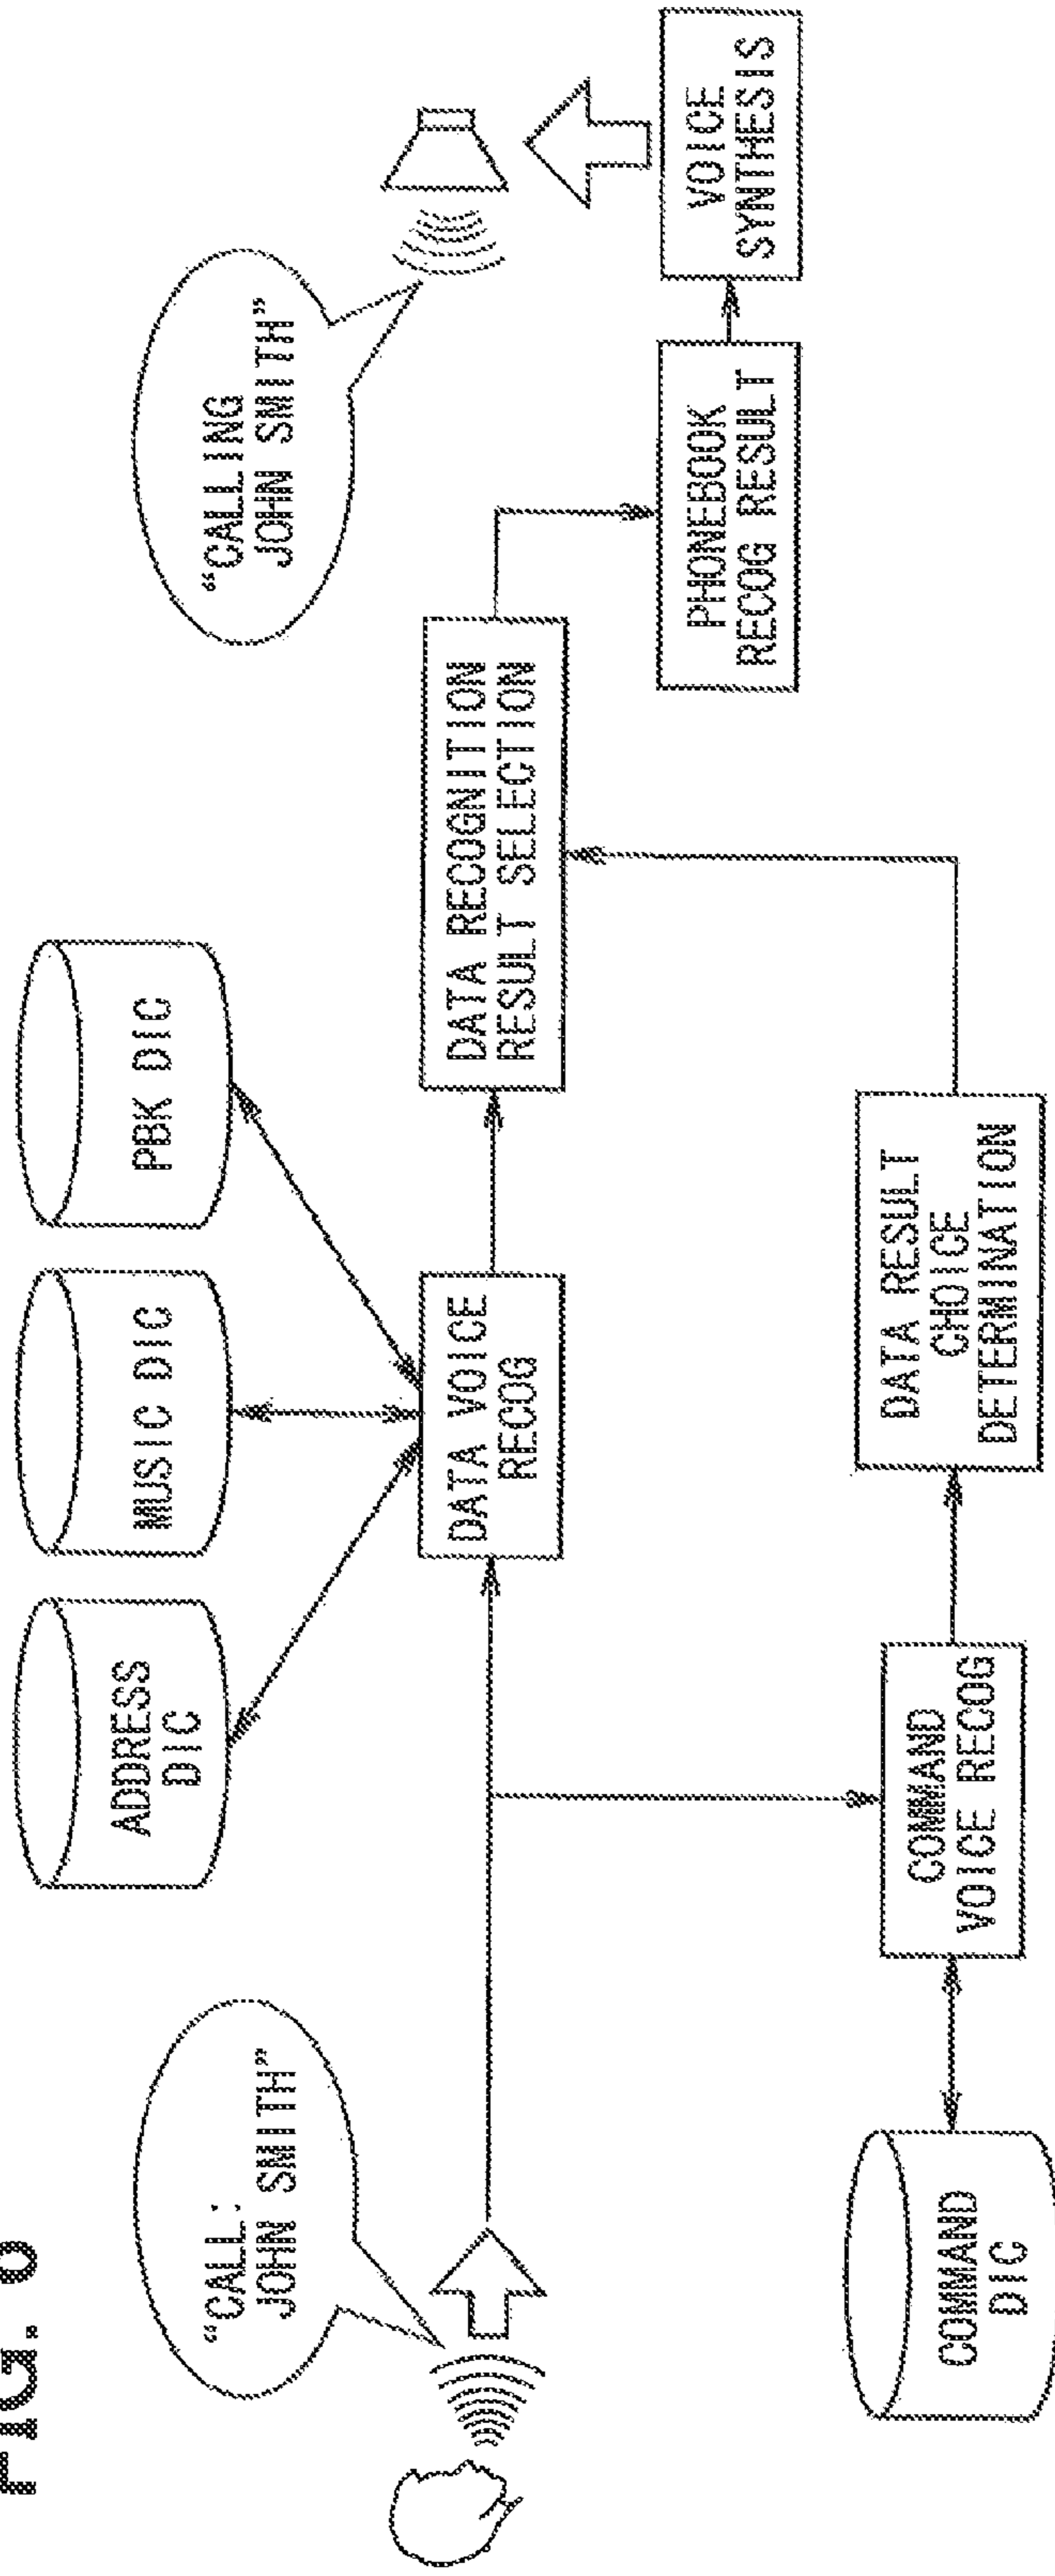 FIG.
ADDRESS
DIC
MUSIC DIC
PBK DIC
“CALL:
JOHN SMITH”
“CALLING
JOHN SMITH”
DATA VOICE
RECOG
DATA RECOGNITION
RESULT SELECTION
PHONEBOOK
RECOG RESULT
VOICE
SYNTHESIS
COMMAND
DIC
COMMAND
VOICE RECOG
DATA RESULT
CHOICE
DETERMINATION